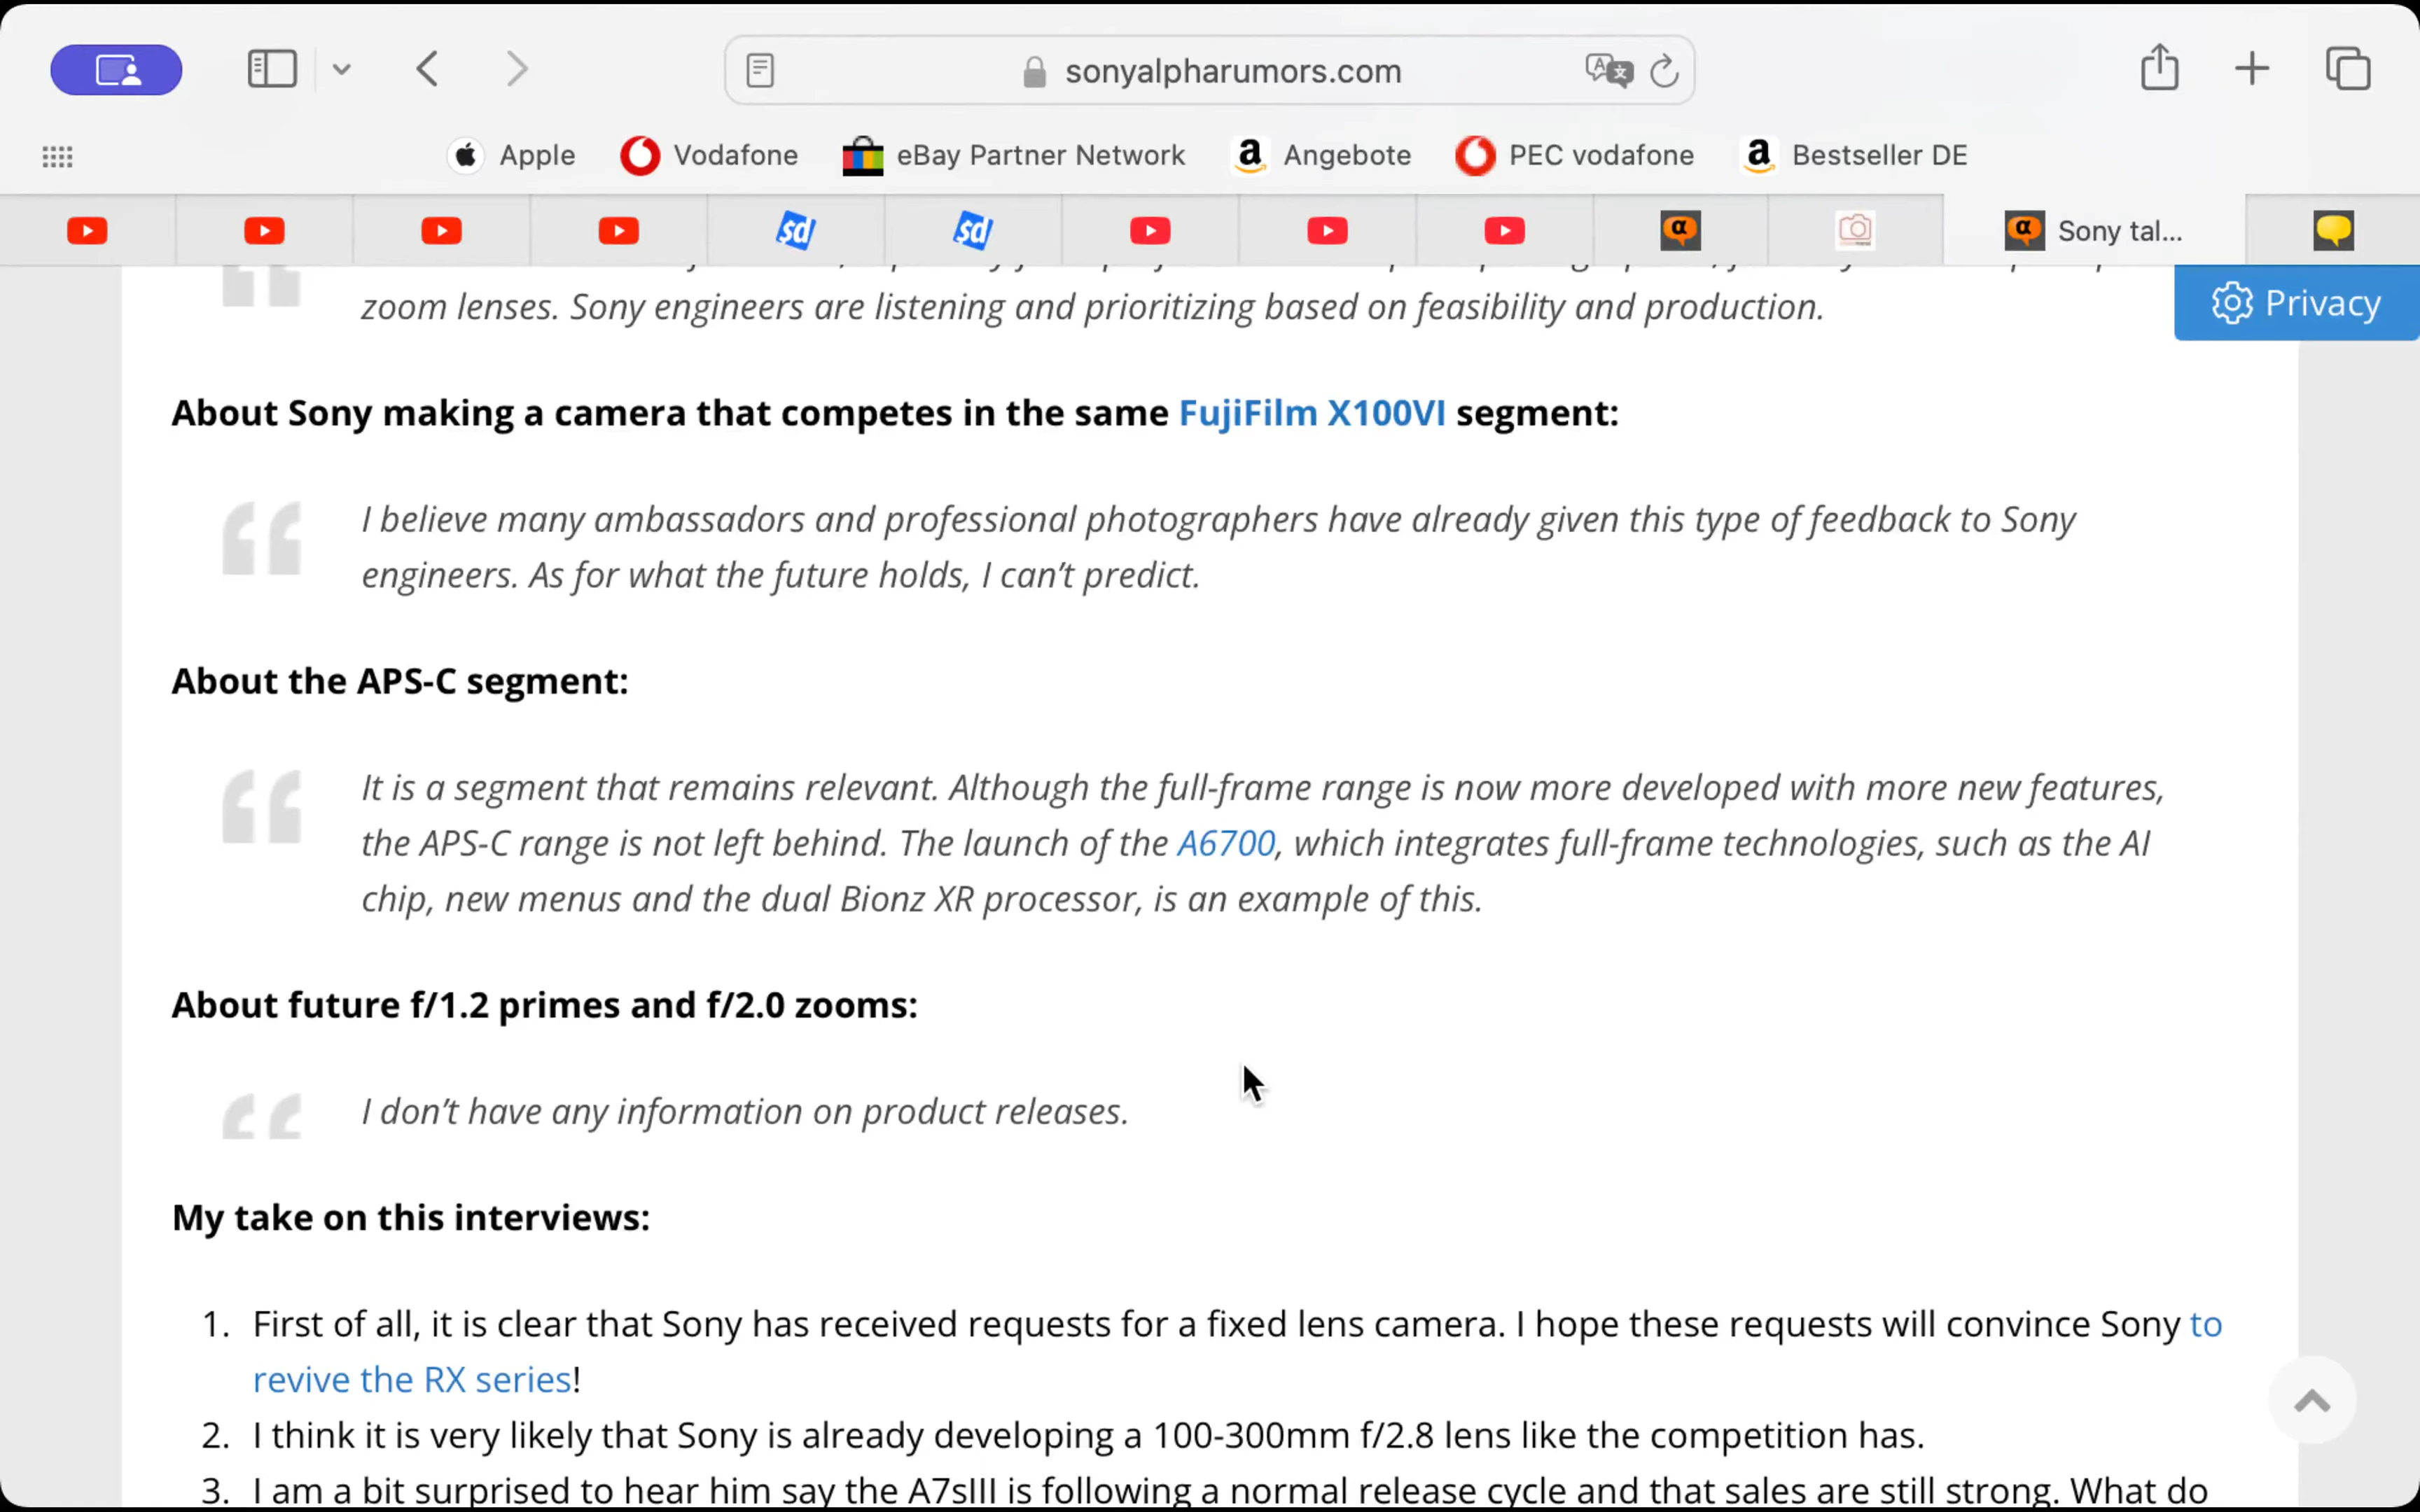 sonyalpharumors.com
Apple
Vodafone
eBay Partner Network
a Angebote
PEC vodafone
a Bestseller DE
sd
sd
α
α Sony tal...
zoom lenses. Sony engineers are listening and prioritizing based on feasibility and production.
Privacy
About Sony making a camera that competes in the same FujiFilm X100VI segment:
I believe many ambassadors and professional photographers have already given this type of feedback to Sony
engineers. As for what the future holds, I can’t predict.
About the APS-C segment:
It is a segment that remains relevant. Although the full-frame range is now more developed with more new features,
the APS-C range is not left behind. The launch of the A6700, which integrates full-frame technologies, such as the AI
chip, new menus and the dual Bionz XR processor, is an example of this.
About future f/1.2 primes and f/2.0 zooms:
I don’t have any information on product releases.
My take on this interviews:
1. First of all, it is clear that Sony has received requests for a fixed lens camera. I hope these requests will convince Sony to
revive the RX series!
2. I think it is very likely that Sony is already developing a 100-300mm f/2.8 lens like the competition has.
3. I am a bit surprised to hear him say the A7sIII is following a normal release cycle and that sales are still strong. What do